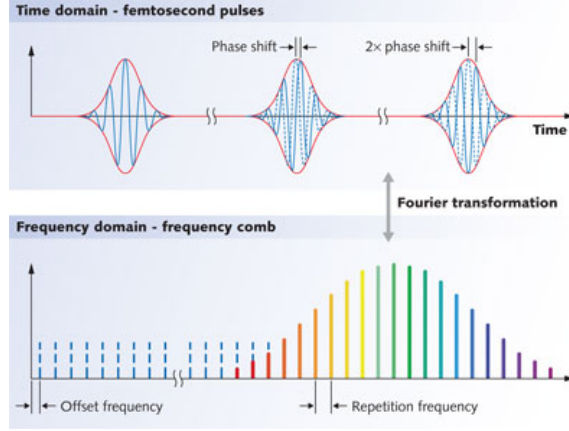 Time domain - femtosecond pulses
Phase shift
2× phase shift
Time
Fourier transformation
Frequency domain - frequency comb
Offset frequency
Repetition frequency